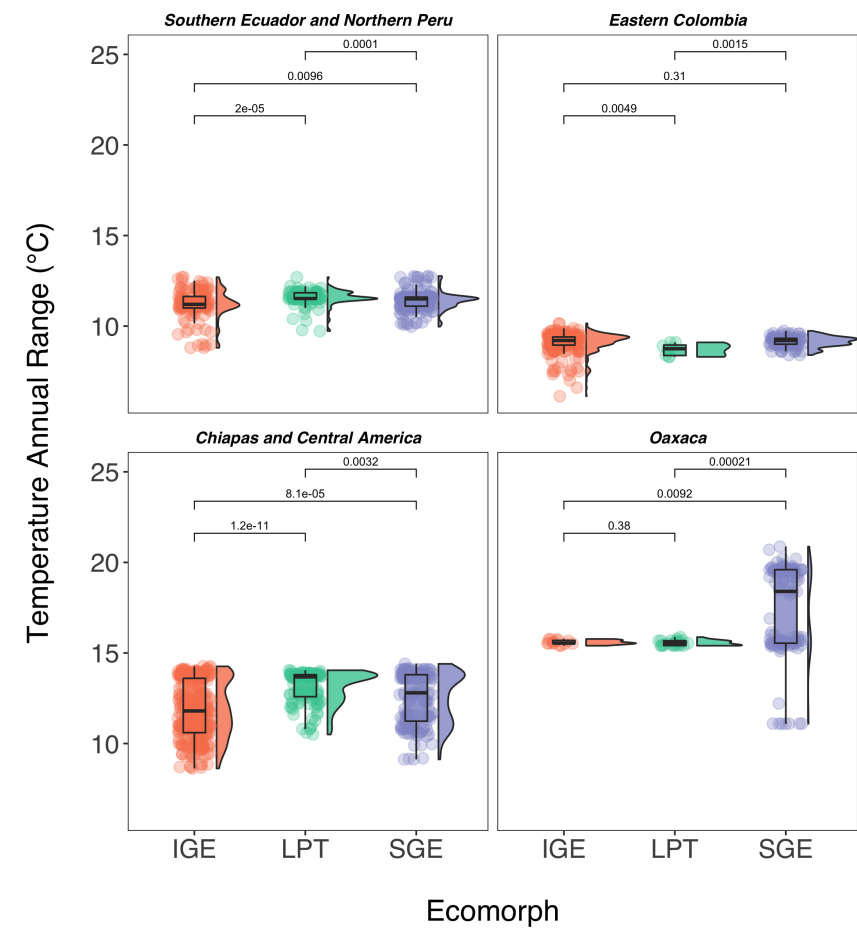 Southern Ecuador and Northern Peru
Eastern Colombia
25
20
15
10
0.0001
0.0096
2e-05
0.0015
0.31
0.0049
Chiapas and Central America
Oaxaca
25
20
15
10
0.0032
8.1e-05
1.2e-11
0.00021
0.0092
0.38
IGE LPT SGE
IGE LPT SGE
Temperature Annual Range (°C)
Ecomorph